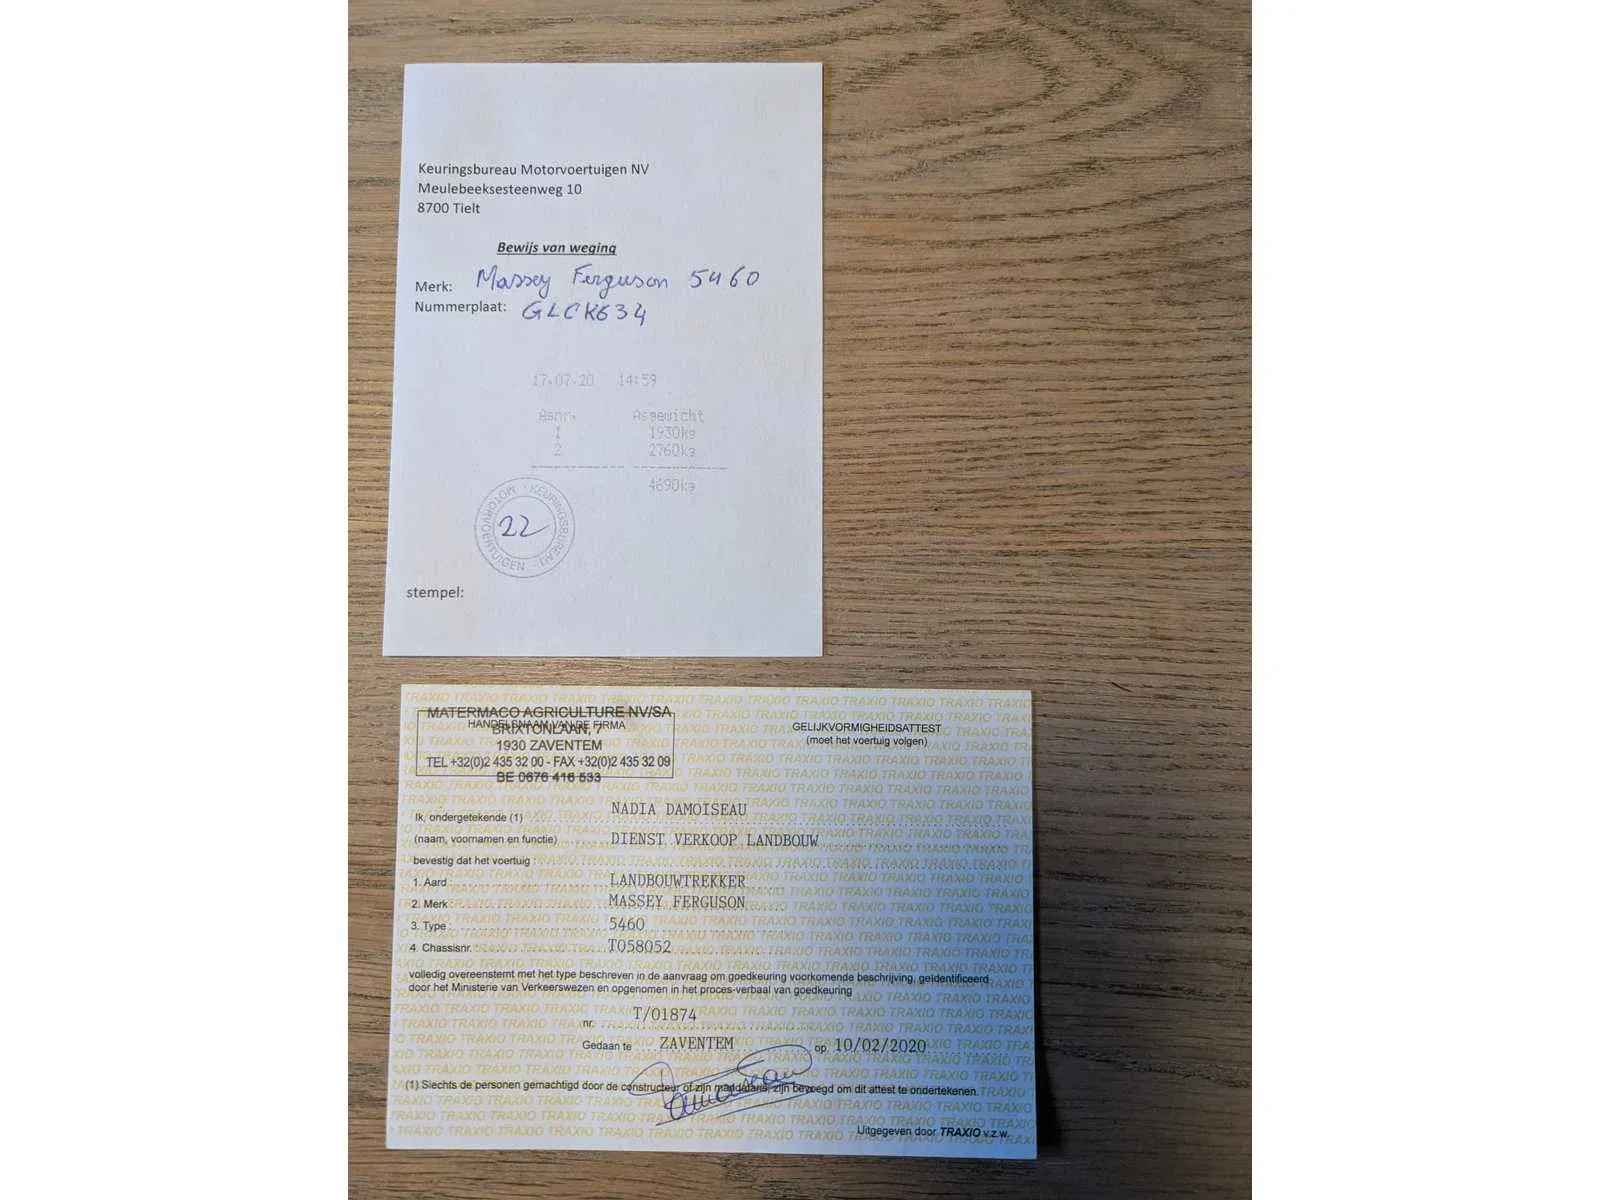 Keuringsbureau Motorvoertuigen NV
Meulebeeksesteenweg 10
8700 Tielt
Bewijs van weging
Merk: Massey Ferguson 5460
Nummerplaat: GLCK634
17.07.20 14:59
Asnr. Asgewicht
1 1930kg
2 2760kg
4690kg
MOTORVOERTUIGEN · KEURINGSBUREAU ·
22
stempel:
MATERMACO AGRICULTURE NV/SA
HANDELSNAAM VAN DE FIRMA
BRIXTONLAAN, 7
1930 ZAVENTEM
TEL +32(0)2 435 32 00 - FAX +32(0)2 435 32 09
BE 0676 416 533
GELIJKVORMIGHEIDSATTEST
(moet het voertuig volgen)
Ik, ondergetekende (1) NADIA DAMOISEAU
(naam, voornamen en functie) DIENST VERKOOP LANDBOUW
bevestig dat het voertuig :
1. Aard : LANDBOUWTREKKER
2. Merk : MASSEY FERGUSON
3. Type : 5460
4. Chassisnr. : T058052
volledig overeenstemt met het type beschreven in de aanvraag om goedkeuring voorkomende beschrijving, geïdentificeerd
door het Ministerie van Verkeerswezen en opgenomen in het proces-verbaal van goedkeuring
nr. T/01874
Gedaan te ZAVENTEM op 10/02/2020
(1) Slechts de personen gemachtigd door de constructeur of zijn mandataris, zijn bevoegd om dit attest te ondertekenen.
Uitgegeven door TRAXIO v.z.w.